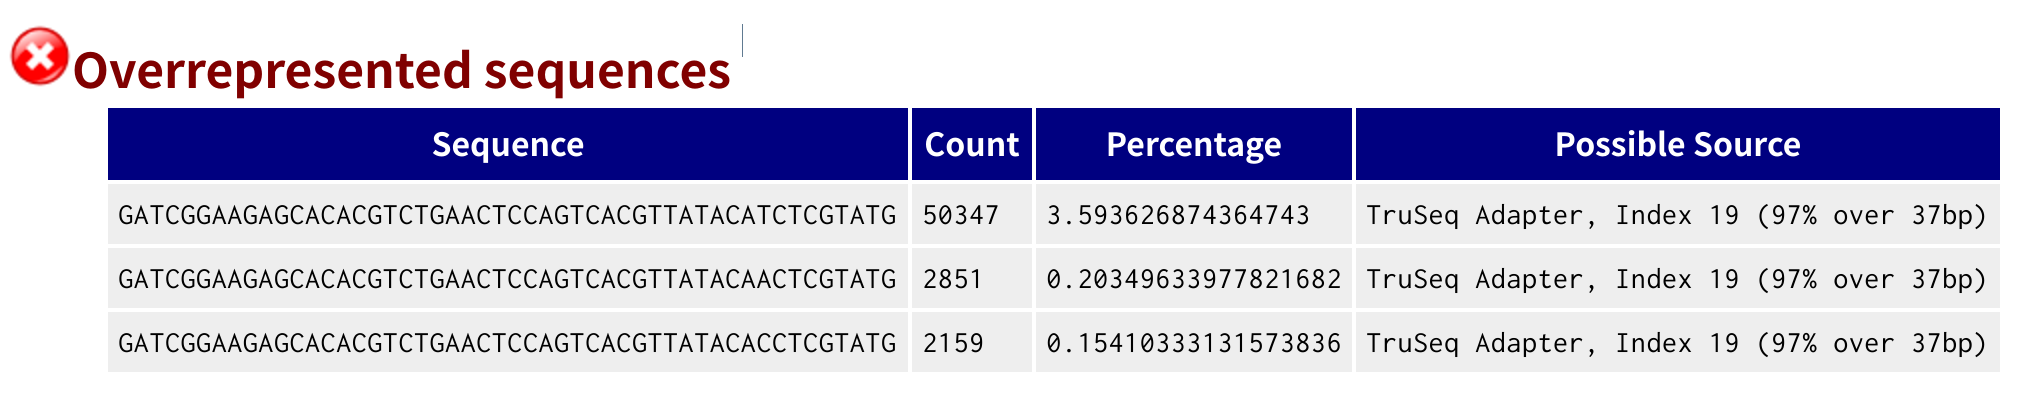 Overrepresented sequences
Sequence Count Percentage Possible Source
GATCGGAAGAGCACACGTCTGAACTCCAGTCACGTTATACATCTCGTATG 50347 3.593626874364743 TruSeq Adapter, Index 19 (97% over 37bp)
GATCGGAAGAGCACACGTCTGAACTCCAGTCACGTTATACAACTCGTATG 2851 0.20349633977821682 TruSeq Adapter, Index 19 (97% over 37bp)
GATCGGAAGAGCACACGTCTGAACTCCAGTCACGTTATACACCTCGTATG 2159 0.15410333131573836 TruSeq Adapter, Index 19 (97% over 37bp)